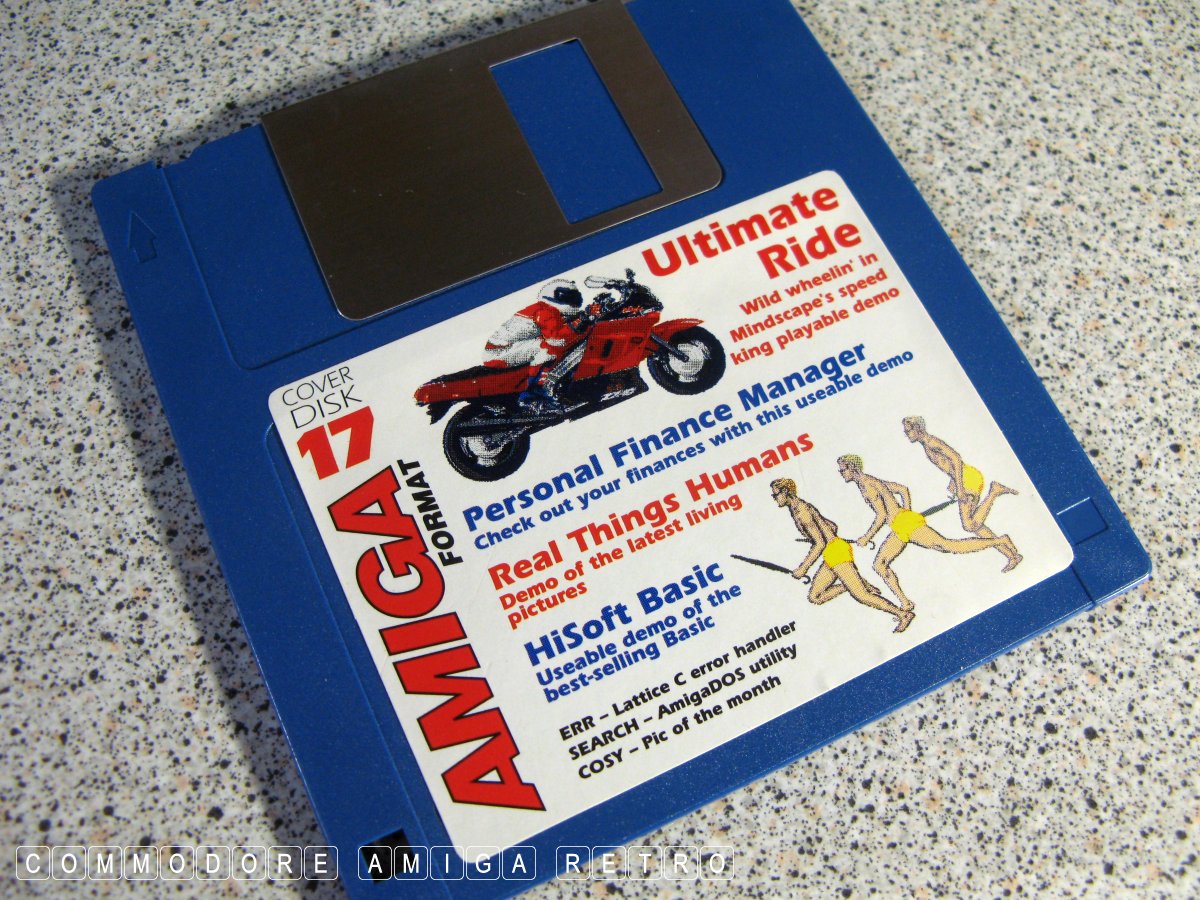 COVER
DISK
17
AMIGA
FORMAT
Ultimate
Ride
Wild wheelin' in
Mindscape's speed
king playable demo
Personal Finance Manager
Check out your finances with this useable demo
Real Things Humans
Demo of the latest living
pictures
HiSoft Basic
Useable demo of the
best-selling Basic
ERR – Lattice C error handler
SEARCH – AmigaDOS utility
COSY – Pic of the month
COMMODORE AMIGA RETRO